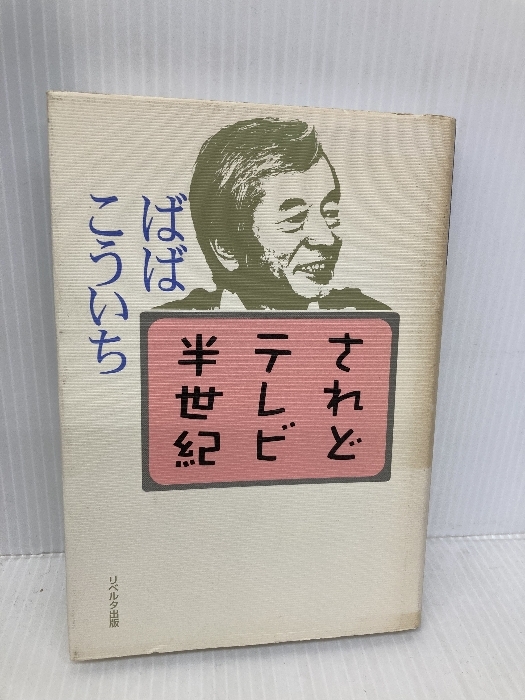 ばば
こういち
されど
テレビ
半世紀
リベルタ出版